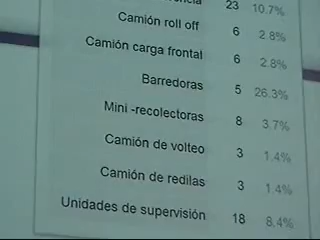 23 10.7%
Camión roll off 6 2.8%
Camión carga frontal 6 2.8%
Barredoras 5 26.3%
Mini -recolectoras 8 3.7%
Camión de volteo 3 1.4%
Camión de redilas 3 1.4%
Unidades de supervisión 18 8.4%